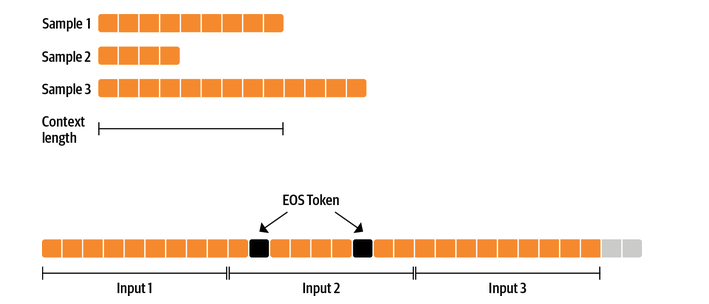 Sample 1
Sample 2
Sample 3
Context
length
EOS Token
Input 1
Input 2
Input 3